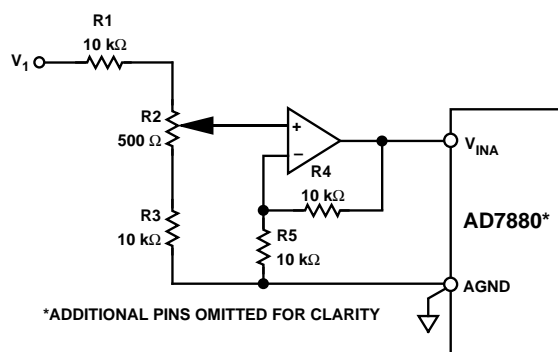 R1
10 kΩ
V1
R2
500 Ω
+
–
R4
10 kΩ
VINA
AD7880*
R3
10 kΩ
R5
10 kΩ
AGND
*ADDITIONAL PINS OMITTED FOR CLARITY